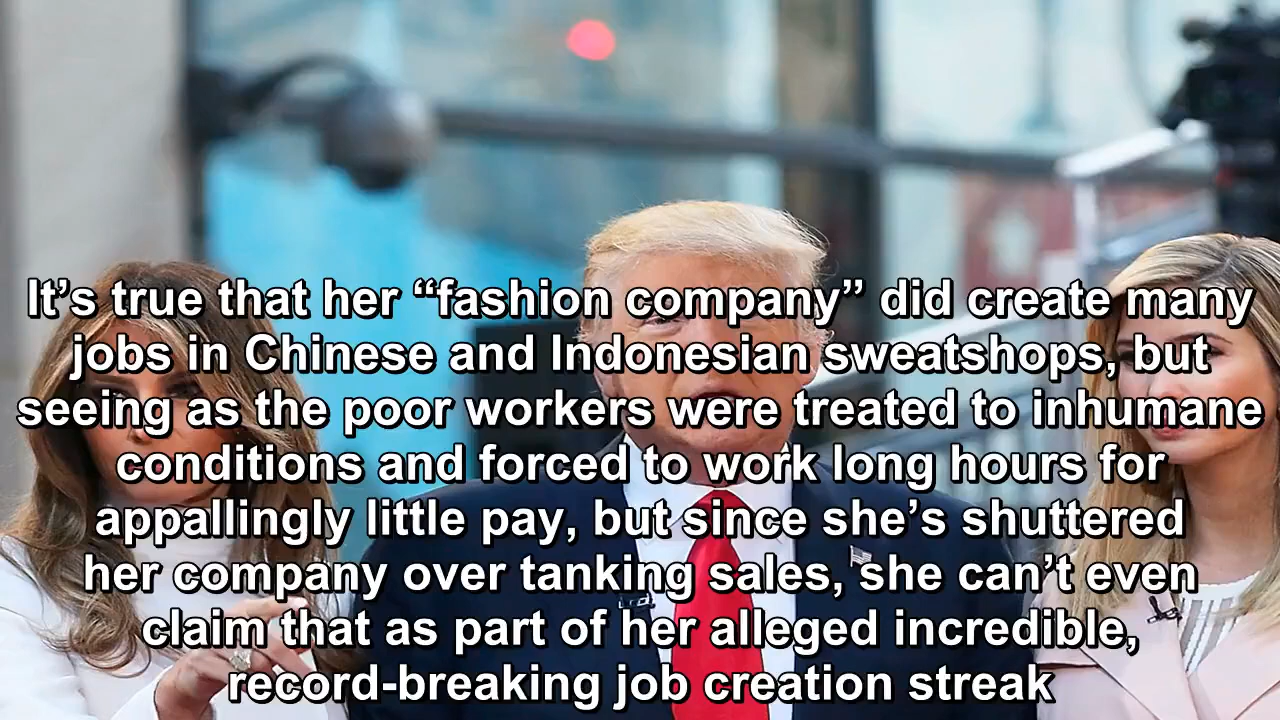 It’s true that her “fashion company” did create many
jobs in Chinese and Indonesian sweatshops, but
seeing as the poor workers were treated to inhumane
conditions and forced to work long hours for
appallingly little pay, but since she’s shuttered
her company over tanking sales, she can’t even
claim that as part of her alleged incredible,
record-breaking job creation streak